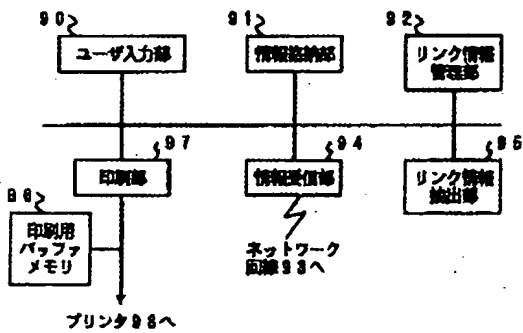 90
ユーザ入力部
91
情報格納部
92
リンク情報
管理部
97
印刷部
94
情報受信部
95
リンク情報
抽出部
96
印刷用
バッファ
メモリ
ネットワーク
回線93へ
プリンタ98へ